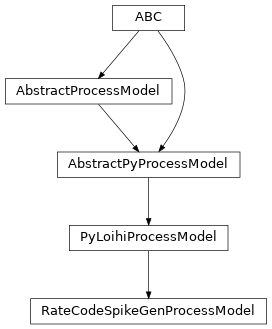 ABC
AbstractProcessModel
AbstractPyProcessModel
PyLoihiProcessModel
RateCodeSpikeGenProcessModel